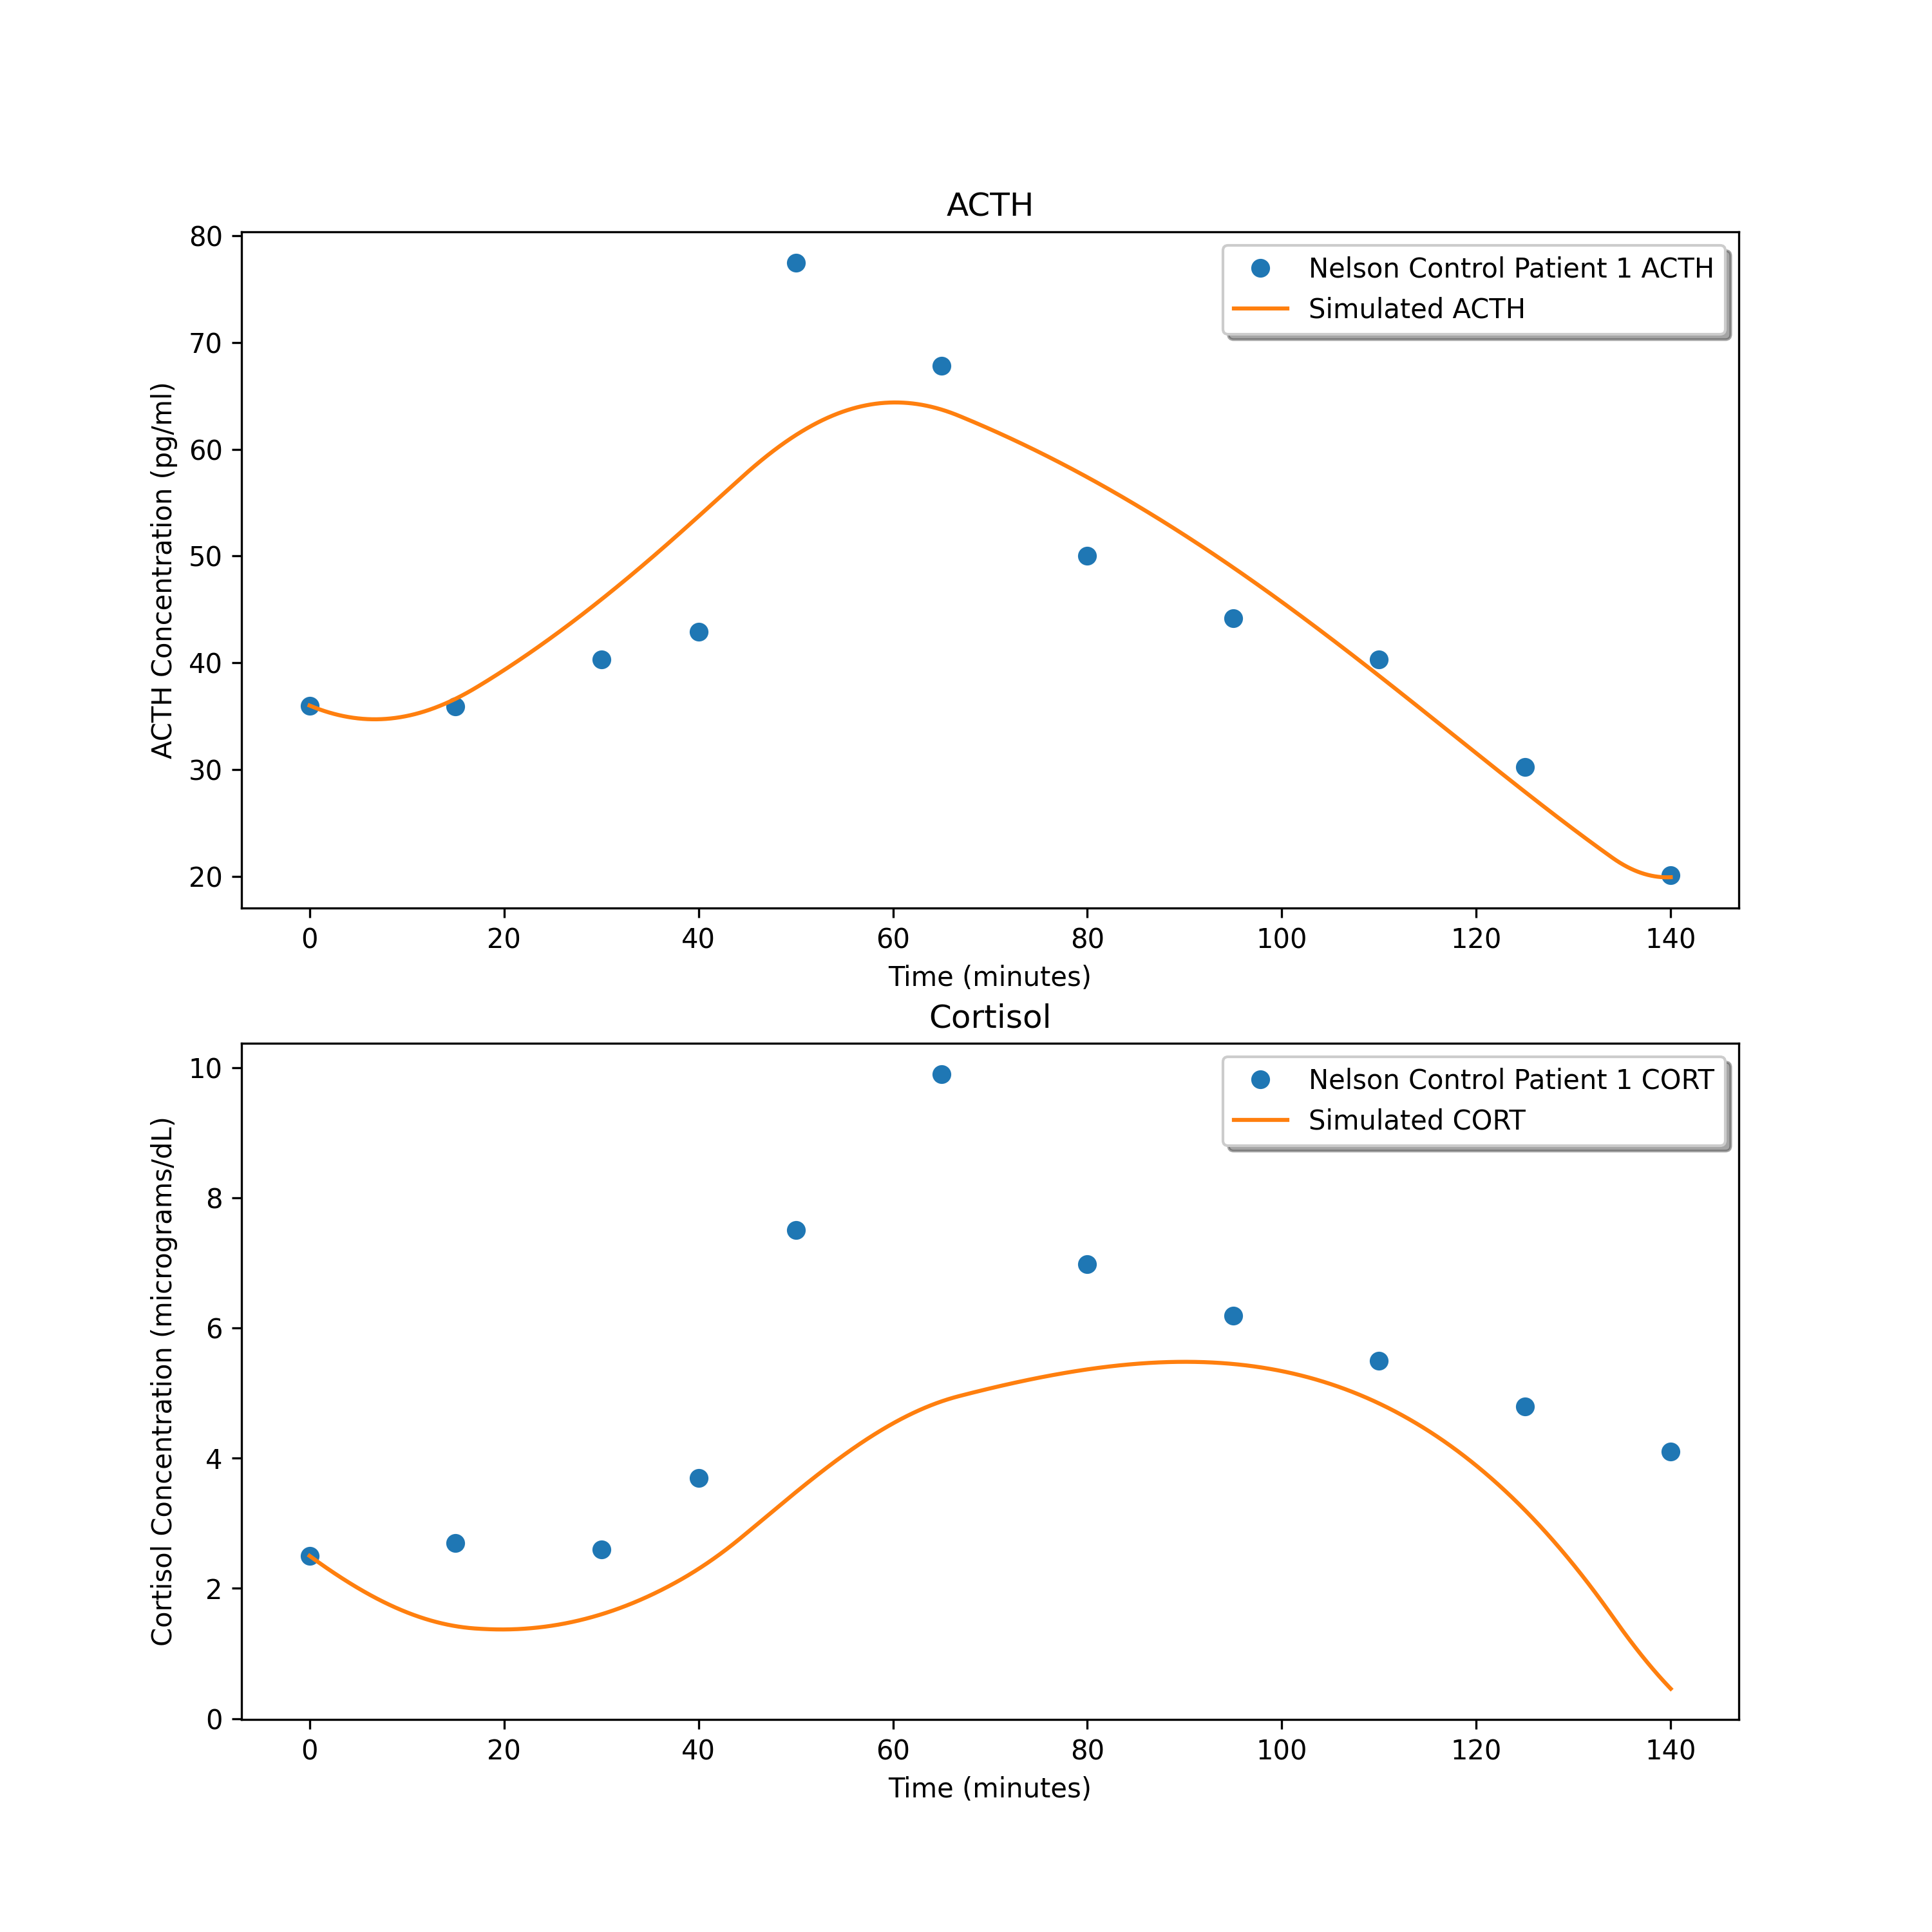 ACTH
80
70
60
50
40
30
20
ACTH Concentration (pg/ml)
Nelson Control Patient 1 ACTH
Simulated ACTH
0 20 40 60 80 100 120 140
Time (minutes)
Cortisol
10
8
6
4
2
0
Cortisol Concentration (micrograms/dL)
Nelson Control Patient 1 CORT
Simulated CORT
0 20 40 60 80 100 120 140
Time (minutes)